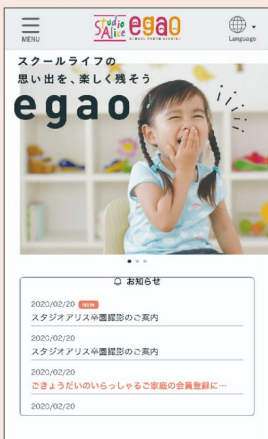 MENU
Studio Alice egao
SCHOOL PHOTO SERVICE
Language
スクールライフの
思い出を、楽しく残そう
egao
お知らせ
2020/02/20 NEW
スタジオアリス卒園撮影のご案内
2020/02/20
スタジオアリス卒園撮影のご案内
2020/02/20
ごきょうだいのいらっしゃるご家庭の会員登録に…
2020/02/20